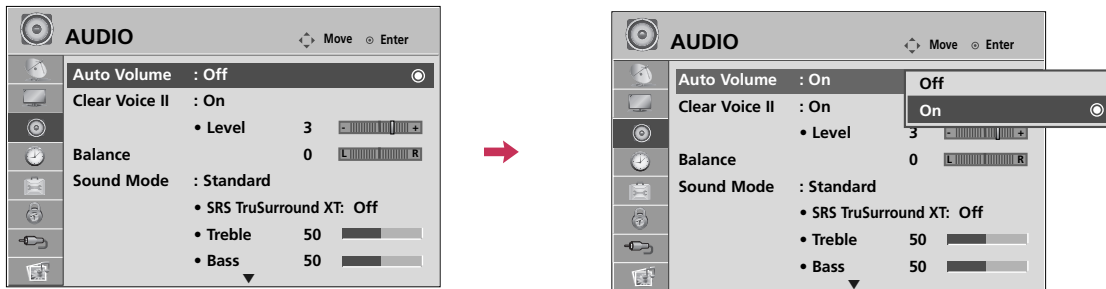 AUDIO Move Enter
Auto Volume : Off
Clear Voice II : On
• Level 3 - +
Balance 0 L R
Sound Mode : Standard
• SRS TruSurround XT: Off
• Treble 50
• Bass 50
AUDIO Move Enter
Auto Volume : On
Off
On
Clear Voice II : On
• Level 3 - +
Balance 0 L R
Sound Mode : Standard
• SRS TruSurround XT: Off
• Treble 50
• Bass 50